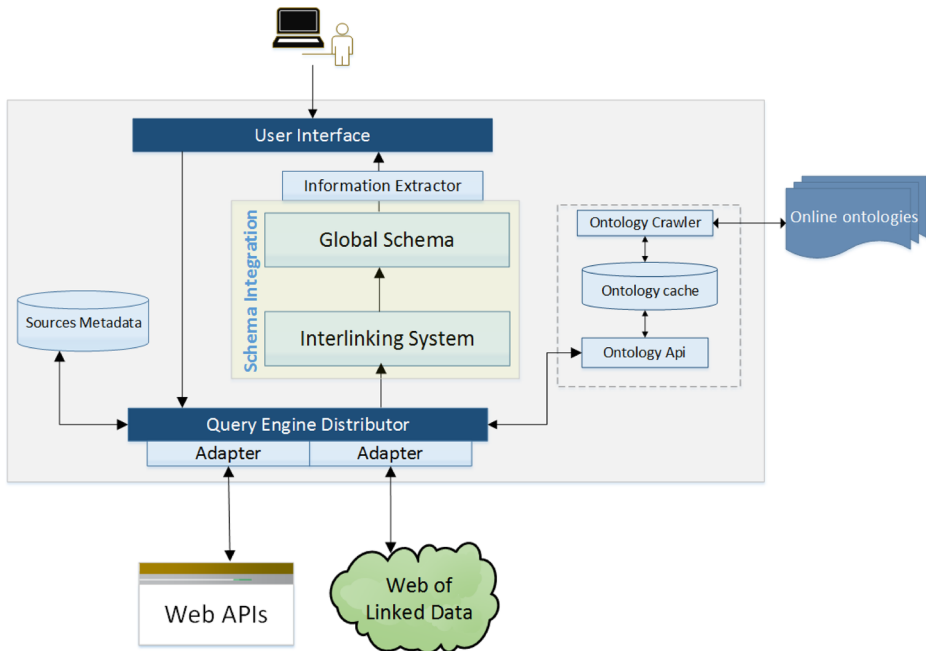 User Interface
Information Extractor
Schema Integration
Global Schema
Interlinking System
Ontology Crawler
Online ontologies
Ontology cache
Ontology Api
Sources Metadata
Query Engine Distributor
Adapter
Adapter
Web APIs
Web of
Linked Data